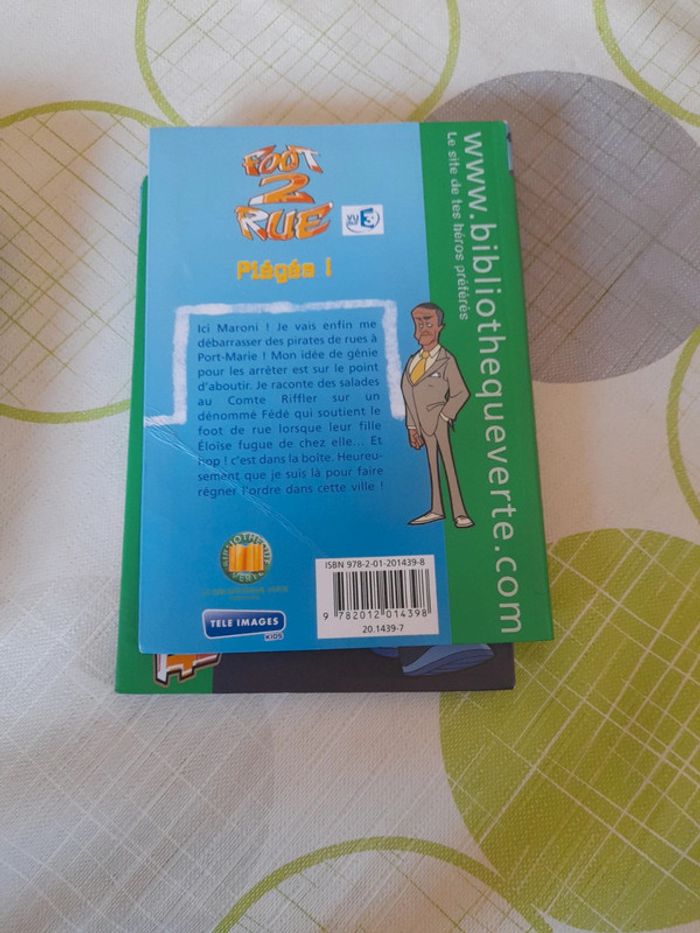 FOOT
2
RUE
VU
SUR
3
Piégés !
Ici Maroni ! Je vais enfin me
débarrasser des pirates de rues à
Port-Marie ! Mon idée de génie
pour les arrêter est sur le point
d'aboutir. Je raconte des salades
au Comte Riffler sur un
dénommé Fédé qui soutient le
foot de rue lorsque leur fille
Éloïse fugue de chez elle... Et
hop ! c'est dans la boîte. Heureu-
sement que je suis là pour faire
régner l'ordre dans cette ville !
BIBLIOTHEQUE
VERTE
TELE IMAGES
KIDS
ISBN 978-2-01-201439-8
9 782012 014398
20.1439-7
www.bibliothequeverte.com
Le site de tes héros préférés